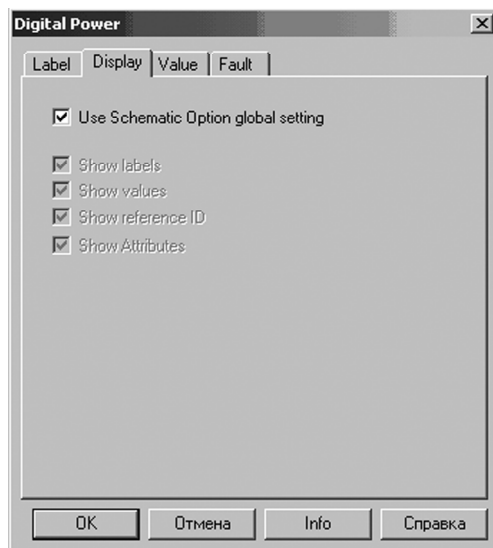 Digital Power
Label Display Value Fault
Use Schematic Option global setting
Show labels
Show values
Show reference ID
Show Attributes
OK Отмена Info Справка